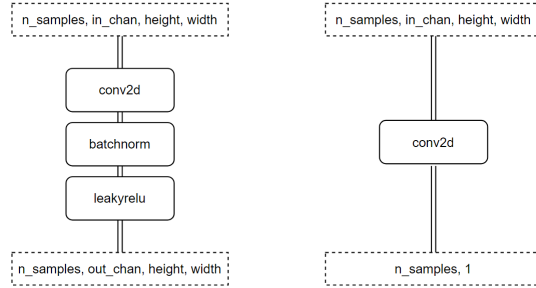 n_samples, in_chan, height, width
conv2d
batchnorm
leakyrelu
n_samples, out_chan, height, width
n_samples, in_chan, height, width
conv2d
n_samples, 1